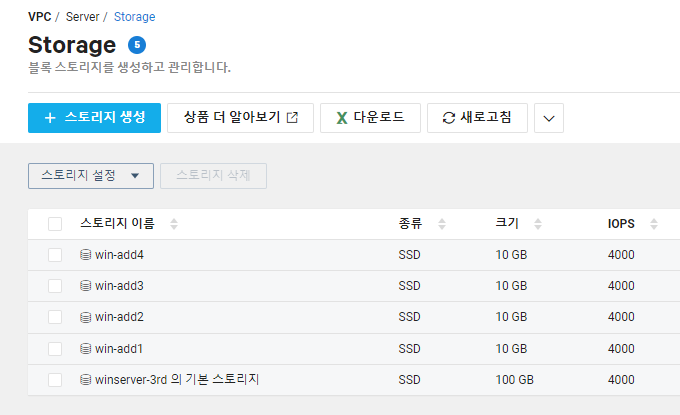 VPC / Server / Storage
Storage 5
블록 스토리지를 생성하고 관리합니다.
+ 스토리지 생성 상품 더 알아보기 다운로드 새로고침
스토리지 설정 스토리지 삭제
스토리지 이름 종류 크기 IOPS
win-add4 SSD 10 GB 4000
win-add3 SSD 10 GB 4000
win-add2 SSD 10 GB 4000
win-add1 SSD 10 GB 4000
winserver-3rd 의 기본 스토리지 SSD 100 GB 4000